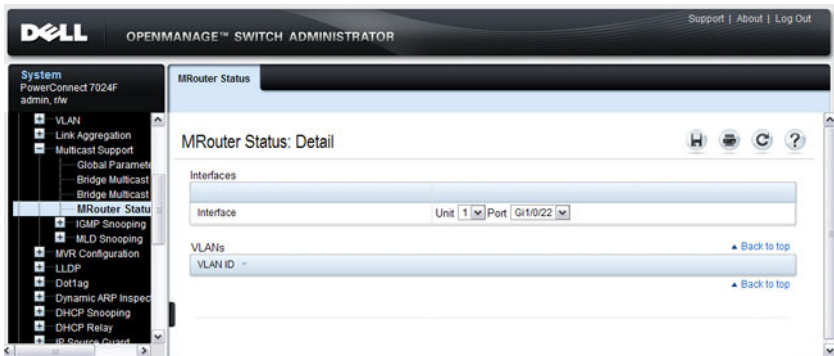 Support | About | Log Out
DELL OPENMANAGE™ SWITCH ADMINISTRATOR
System
PowerConnect 7024F
admin, r/w
VLAN
Link Aggregation
Multicast Support
Global Paramete
Bridge Multicast
Bridge Multicast
MRouter Statu
IGMP Snooping
MLD Snooping
MVR Configuration
LLDP
Dot1ag
Dynamic ARP Inspec
DHCP Snooping
DHCP Relay
IP Source Guard
MRouter Status
MRouter Status: Detail
Interfaces
Interface Unit 1 Port Gi1/0/22
VLANs ▲ Back to top
VLAN ID
▲ Back to top